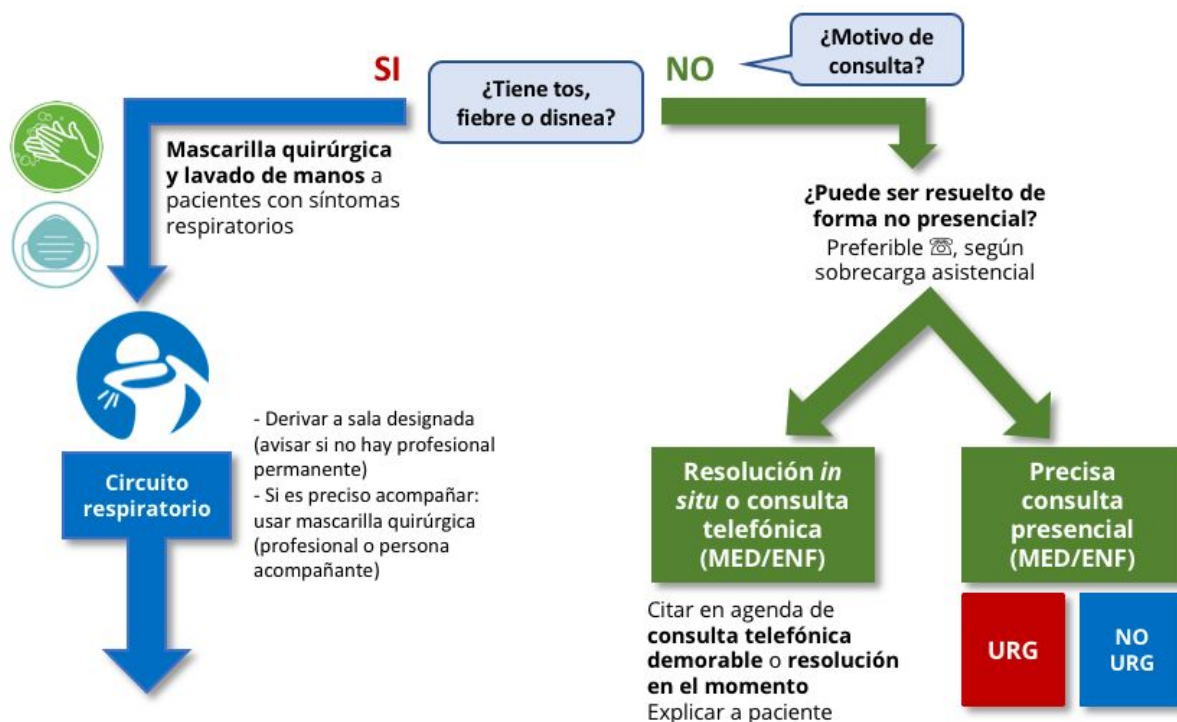 ¿Motivo de
consulta?
SI
¿Tiene tos,
fiebre o disnea?
NO
Mascarilla quirúrgica
y lavado de manos a
pacientes con síntomas
respiratorios
¿Puede ser resuelto de
forma no presencial?
Preferible ☏, según
sobrecarga asistencial
- Derivar a sala designada
(avisar si no hay profesional
permanente)
- Si es preciso acompañar:
usar mascarilla quirúrgica
(profesional o persona
acompañante)
Circuito
respiratorio
Resolución in
situ o consulta
telefónica
(MED/ENF)
Citar en agenda de
consulta telefónica
demorable o resolución
en el momento
Explicar a paciente
Precisa
consulta
presencial
(MED/ENF)
URG
NO
URG